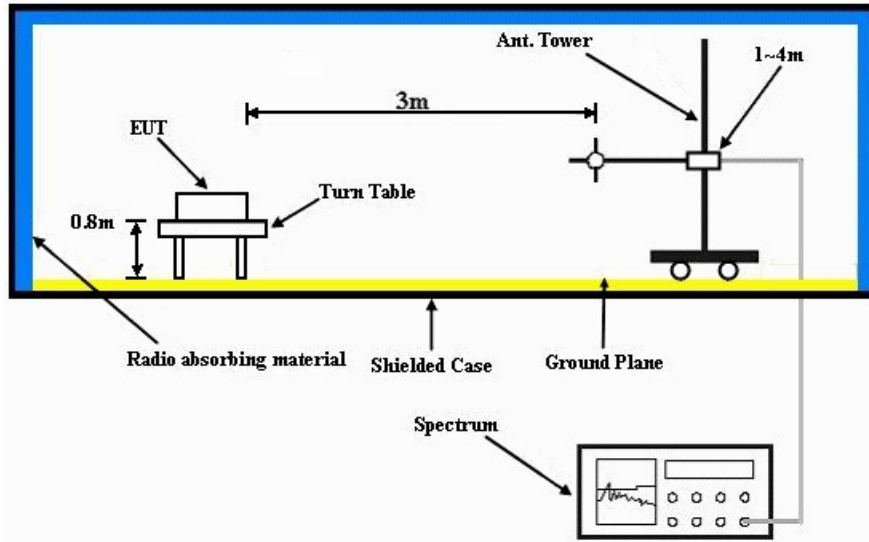 Ant. Tower
1~4m
3m
EUT
Turn Table
0.8m
Radio absorbing material
Shielded Case
Ground Plane
Spectrum